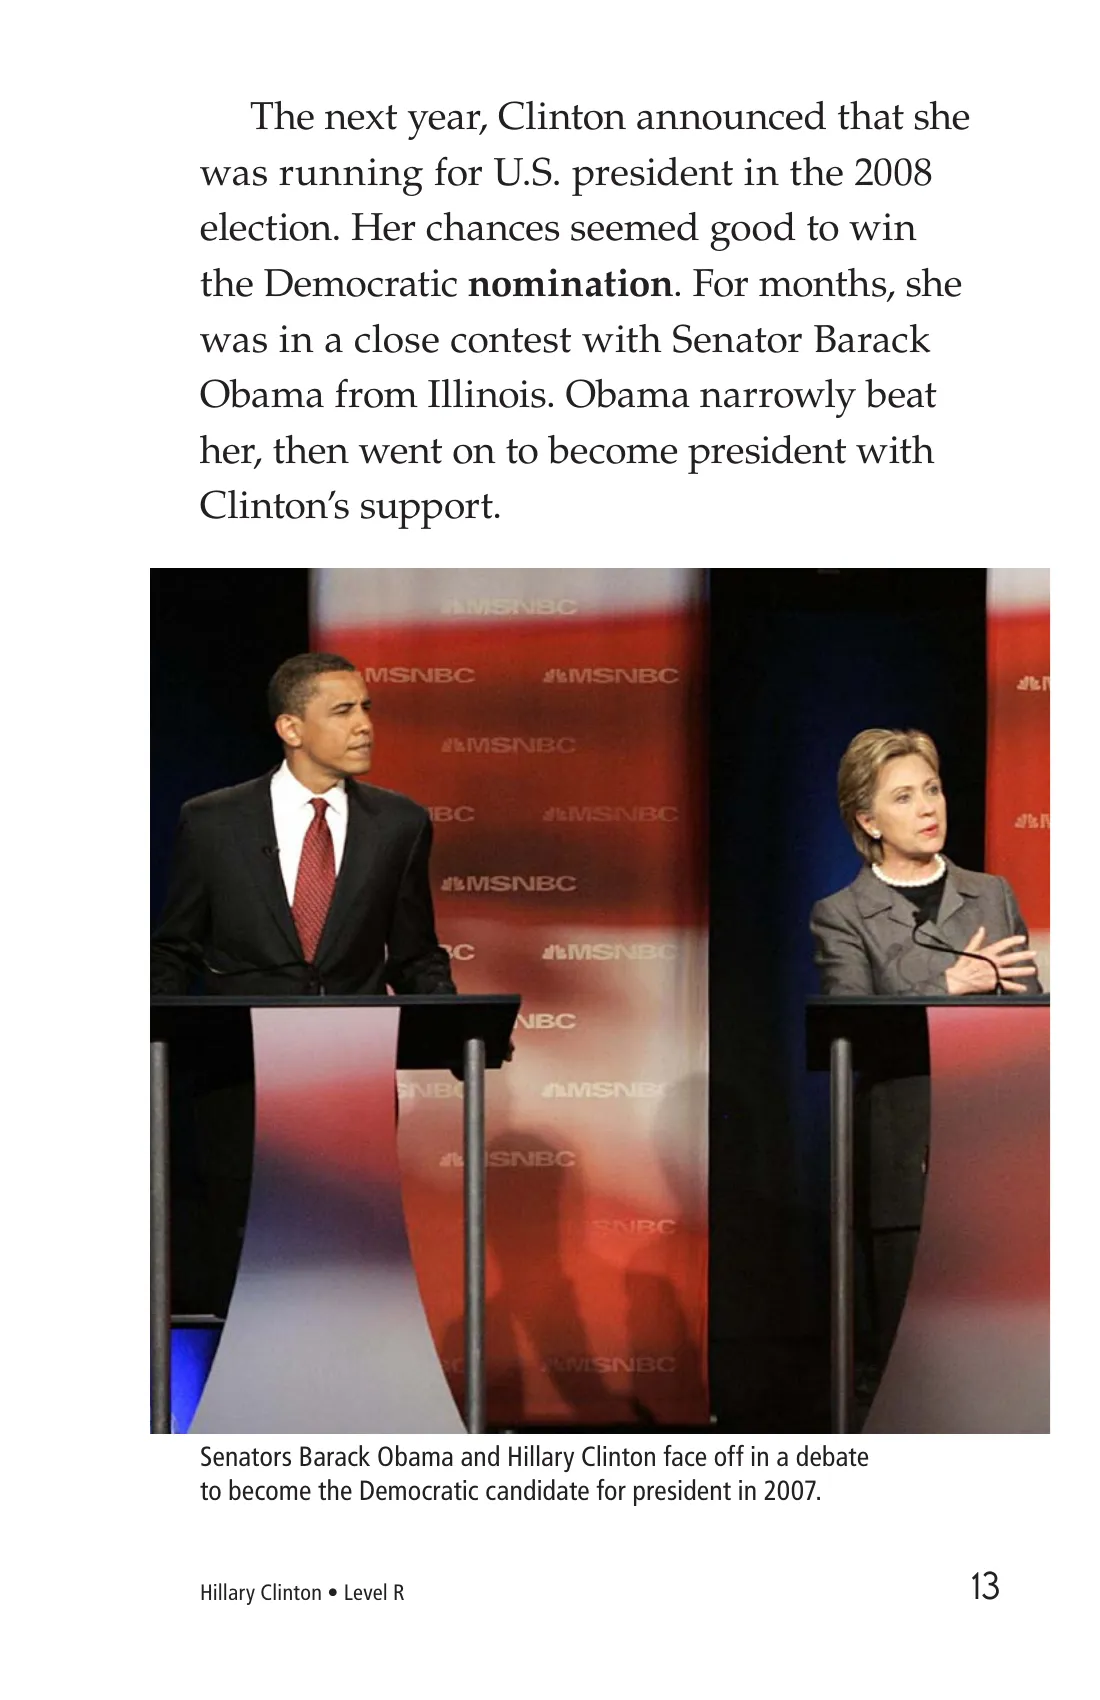 The next year, Clinton announced that she
was running for U.S. president in the 2008
election. Her chances seemed good to win
the Democratic nomination. For months, she
was in a close contest with Senator Barack
Obama from Illinois. Obama narrowly beat
her, then went on to become president with
Clinton’s support.
MSNBC
MSNBC MSNBC
MSNBC
BC MSNBC
MSNBC
BC MSNBC
NBC
SNB MSNB
SNBC
SNBC
MSNBC
Senators Barack Obama and Hillary Clinton face off in a debate
to become the Democratic candidate for president in 2007.
Hillary Clinton • Level R 13